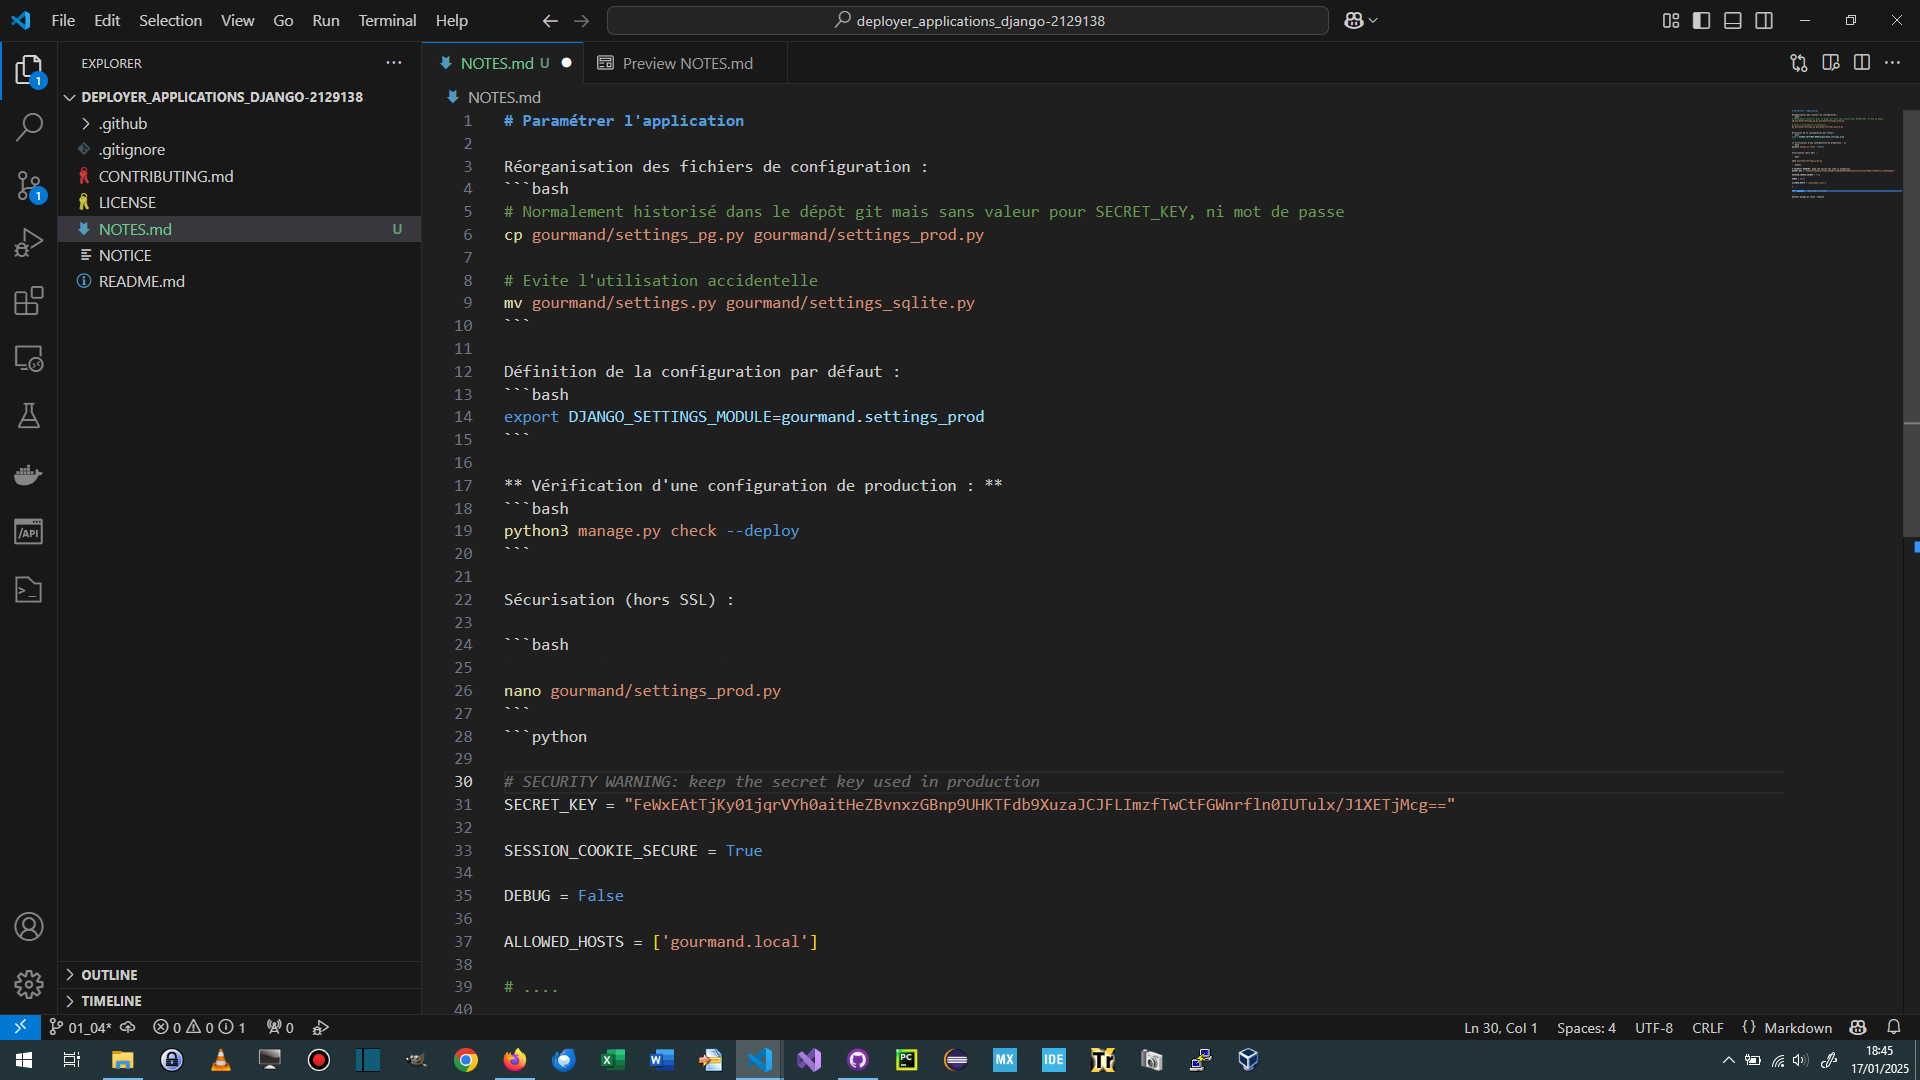 File Edit Selection View Go Run Terminal Help
deployer_applications_django-2129138
EXPLORER
DEPLOYER_APPLICATIONS_DJANGO-2129138
.github
.gitignore
CONTRIBUTING.md
LICENSE
NOTES.md U
NOTICE
README.md
OUTLINE
TIMELINE
NOTES.md U
Preview NOTES.md
NOTES.md
1 # Paramétrer l'application
2
3 Réorganisation des fichiers de configuration :
4 ```bash
5 # Normalement historisé dans le dépôt git mais sans valeur pour SECRET_KEY, ni mot de passe
6 cp gourmand/settings_pg.py gourmand/settings_prod.py
7
8 # Evite l'utilisation accidentelle
9 mv gourmand/settings.py gourmand/settings_sqlite.py
10 ```
11
12 Définition de la configuration par défaut :
13 ```bash
14 export DJANGO_SETTINGS_MODULE=gourmand.settings_prod
15 ```
16
17 ** Vérification d'une configuration de production : **
18 ```bash
19 python3 manage.py check --deploy
20 ```
21
22 Sécurisation (hors SSL) :
23
24 ```bash
25
26 nano gourmand/settings_prod.py
27 ```
28 ```python
29
30 # SECURITY WARNING: keep the secret key used in production
31 SECRET_KEY = "FeWxEAtTjKy01jqrVYh0aitHeZBvnxzGBnp9UHKTFdb9XuzaJCJFLImzfTwCtFGWnrfln0IUTulx/J1XETjMcg=="
32
33 SESSION_COOKIE_SECURE = True
34
35 DEBUG = False
36
37 ALLOWED_HOSTS = ['gourmand.local']
38
39 # ....
40
01_04* 0 0 1 0
Ln 30, Col 1 Spaces: 4 UTF-8 CRLF {} Markdown
18:45
17/01/2025